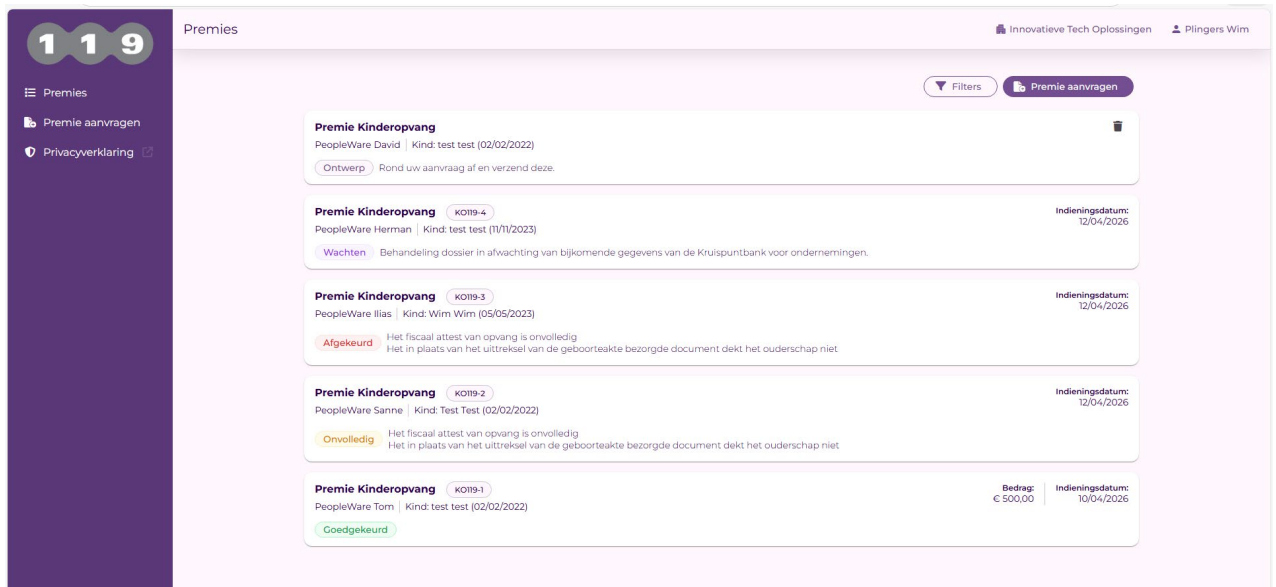 119
Premies
Premie aanvragen
Privacyverklaring
Premies
Innovatieve Tech Oplossingen
Plingers Wim
Filters
Premie aanvragen
Premie Kinderopvang
PeopleWare David | Kind: test test (02/02/2022)
Ontwerp Rond uw aanvraag af en verzend deze.
Premie Kinderopvang KO119-4
Indieningsdatum:
12/04/2026
PeopleWare Herman | Kind: test test (11/11/2023)
Wachten Behandeling dossier in afwachting van bijkomende gegevens van de Kruispuntbank voor ondernemingen.
Premie Kinderopvang KO119-3
Indieningsdatum:
12/04/2026
PeopleWare Ilias | Kind: Wim Wim (05/05/2023)
Afgekeurd
Het fiscaal attest van opvang is onvolledig
Het in plaats van het uittreksel van de geboorteakte bezorgde document dekt het ouderschap niet
Premie Kinderopvang KO119-2
Indieningsdatum:
12/04/2026
PeopleWare Sanne | Kind: Test Test (02/02/2022)
Onvolledig
Het fiscaal attest van opvang is onvolledig
Het in plaats van het uittreksel van de geboorteakte bezorgde document dekt het ouderschap niet
Premie Kinderopvang KO119-1
Bedrag:
€ 500,00
Indieningsdatum:
10/04/2026
PeopleWare Tom | Kind: test test (02/02/2022)
Goedgekeurd